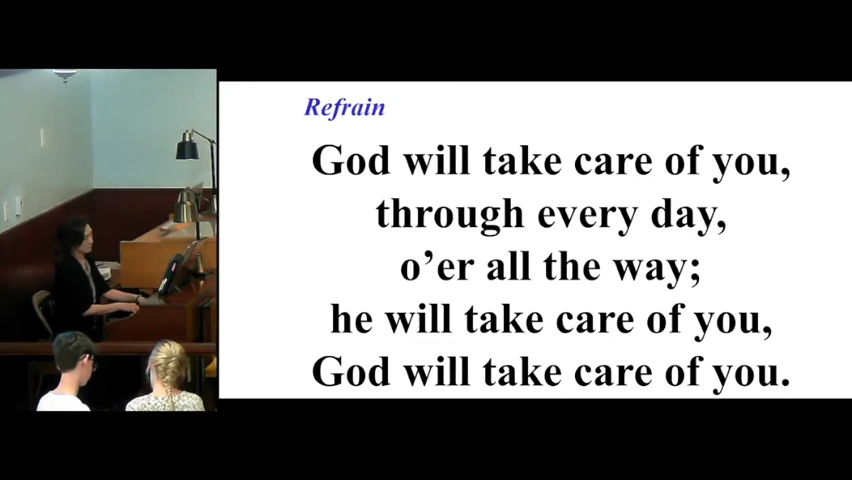 Refrain
God will take care of you,
through every day,
o’er all the way;
he will take care of you,
God will take care of you.